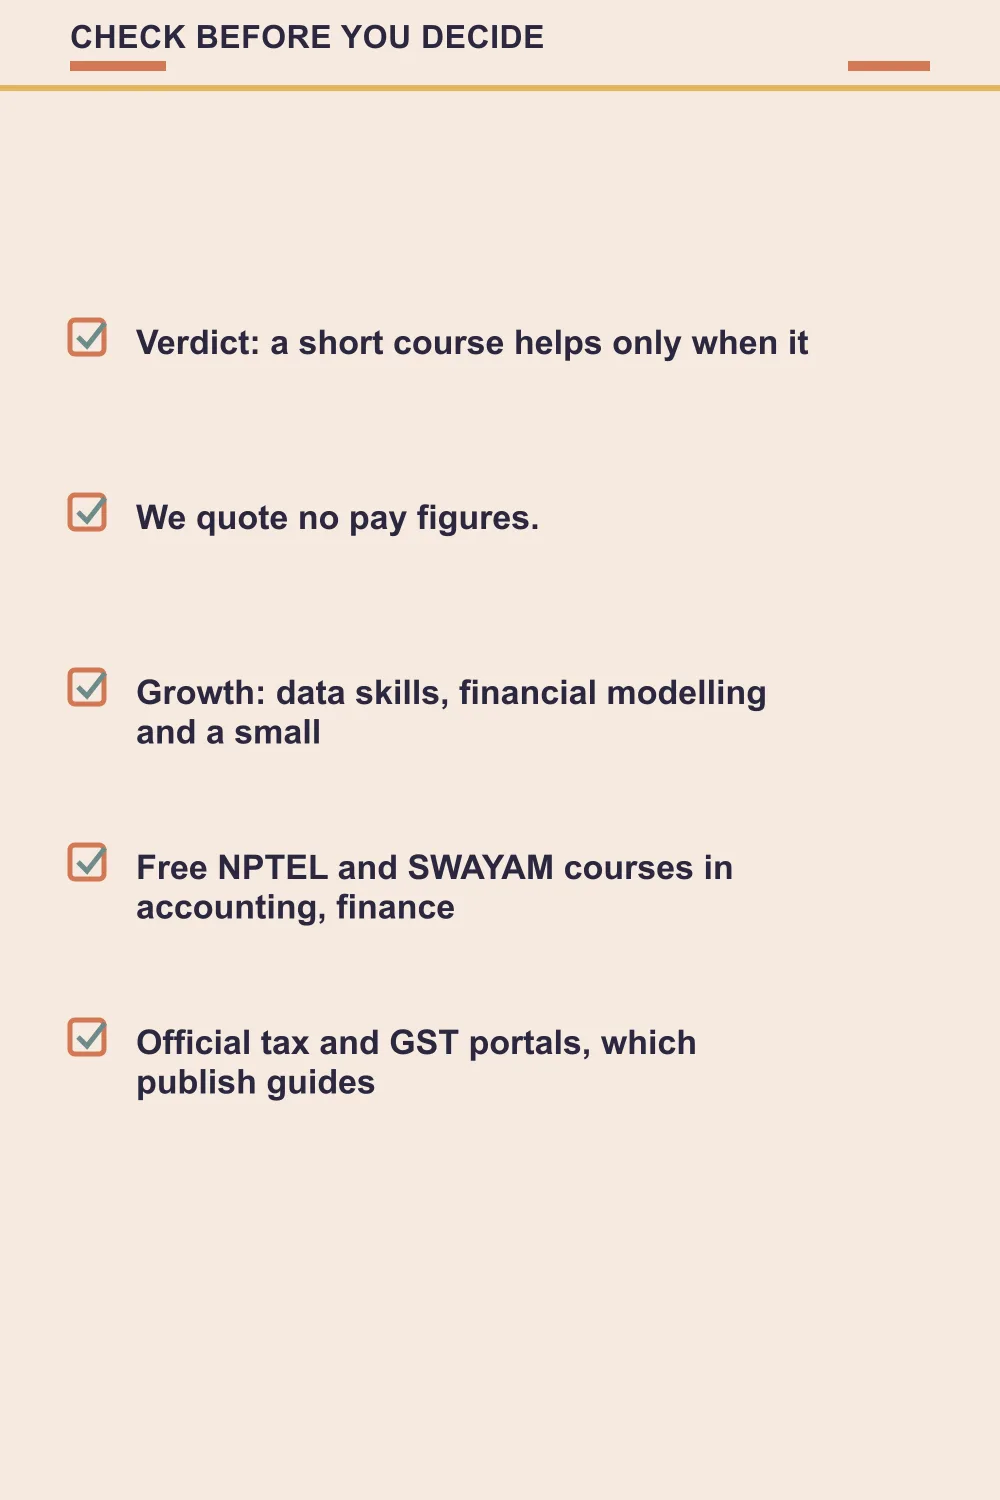 CHECK BEFORE YOU DECIDE
Verdict: a short course helps only when it
We quote no pay figures.
Growth: data skills, financial modelling
and a small
Free NPTEL and SWAYAM courses in
accounting, finance
Official tax and GST portals, which
publish guides